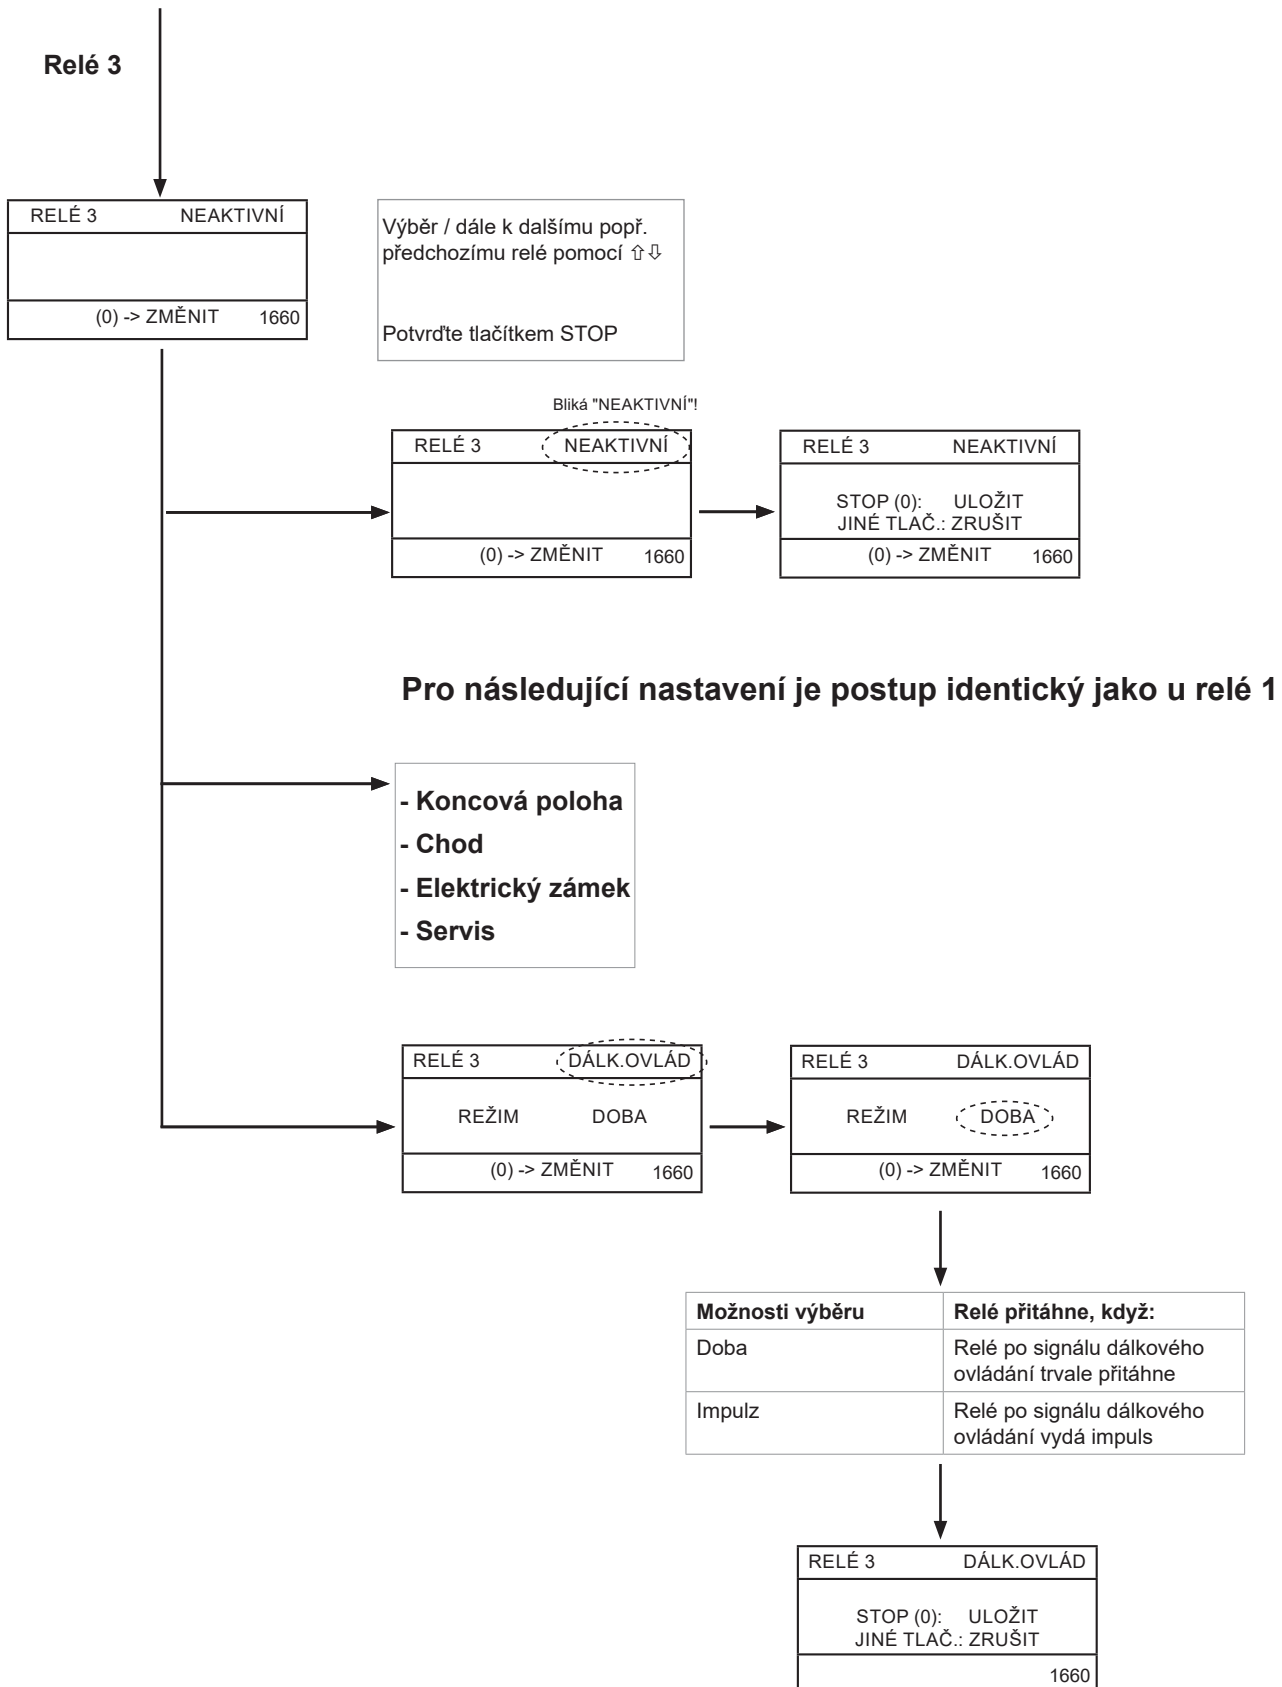 Relé 3
RELÉ 3 NEAKTIVNÍ
(0) -> ZMĚNIT 1660
Výběr / dále k dalšímu popř.
předchozímu relé pomocí ⇧⇩
Potvrďte tlačítkem STOP
Bliká "NEAKTIVNÍ"!
RELÉ 3 NEAKTIVNÍ
(0) -> ZMĚNIT 1660
RELÉ 3 NEAKTIVNÍ
STOP (0): ULOŽIT
JINÉ TLAČ.: ZRUŠIT
(0) -> ZMĚNIT 1660
Pro následující nastavení je postup identický jako u relé 1
- Koncová poloha
- Chod
- Elektrický zámek
- Servis
RELÉ 3 DÁLK.OVLÁD
REŽIM DOBA
(0) -> ZMĚNIT 1660
RELÉ 3 DÁLK.OVLÁD
REŽIM DOBA
(0) -> ZMĚNIT 1660
Možnosti výběru Relé přitáhne, když:
Doba Relé po signálu dálkového
ovládání trvale přitáhne
Impulz Relé po signálu dálkového
ovládání vydá impuls
RELÉ 3 DÁLK.OVLÁD
STOP (0): ULOŽIT
JINÉ TLAČ.: ZRUŠIT
1660